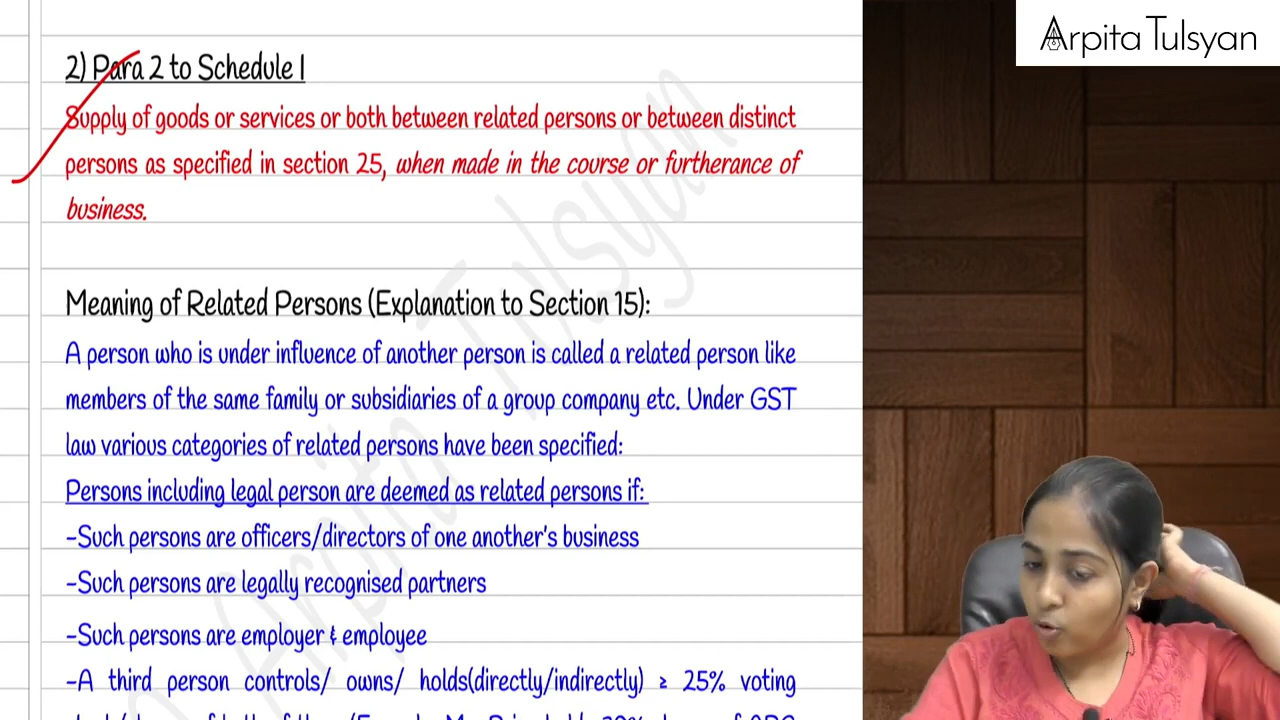 Arpita Tulsyan
2) Para 2 to Schedule I
Supply of goods or services or both between related persons or between distinct
persons as specified in section 25, when made in the course or furtherance of
business.
Meaning of Related Persons (Explanation to Section 15):
A person who is under influence of another person is called a related person like
members of the same family or subsidiaries of a group company etc. Under GST
law various categories of related persons have been specified:
Persons including legal person are deemed as related persons if:
-Such persons are officers/directors of one another's business
-Such persons are legally recognised partners
-Such persons are employer & employee
-A third person controls/ owns/ holds(directly/indirectly) ≥ 25% voting
Arpita Tulsyan